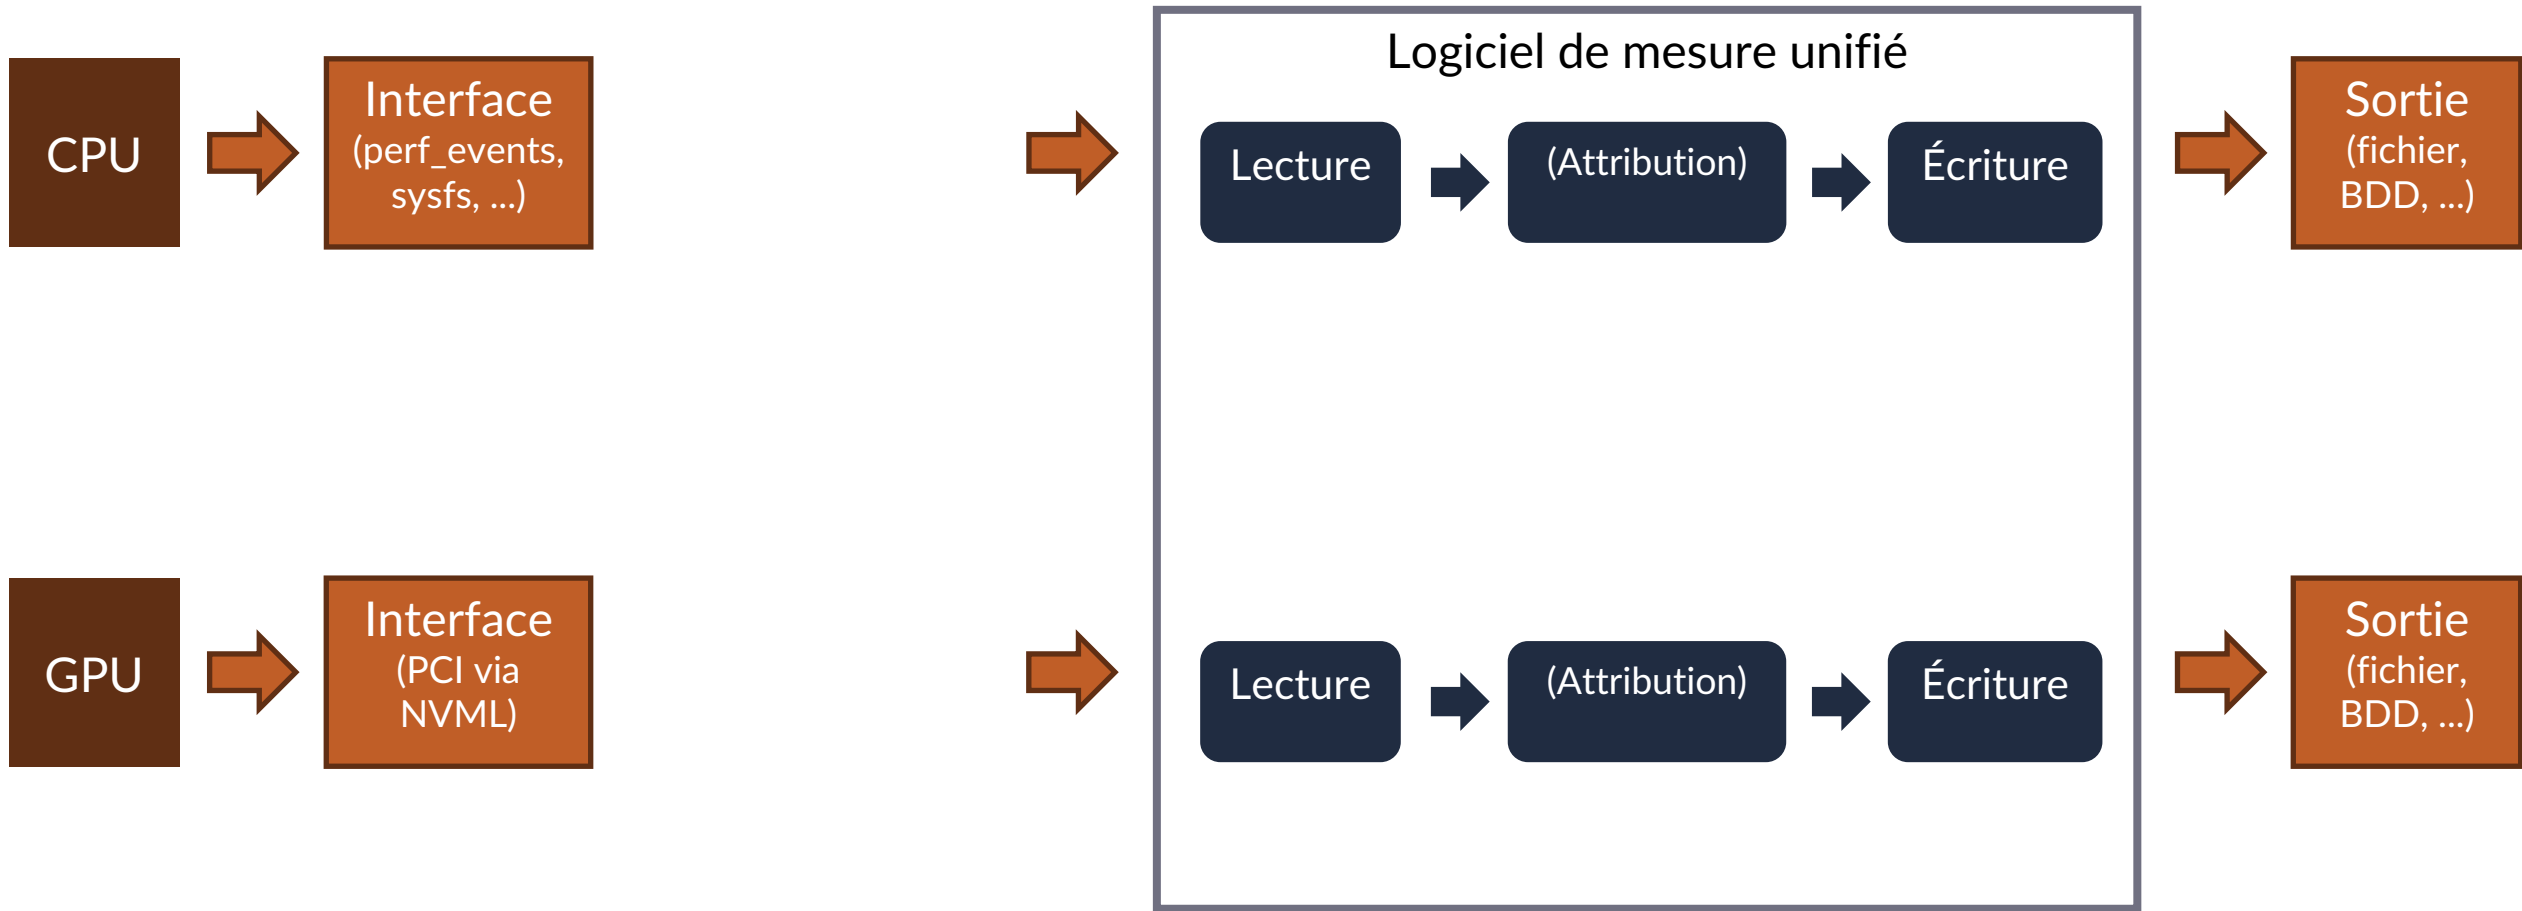 Logiciel de mesure unifié
CPU
Interface
(perf_events,
sysfs, ...)
Lecture
(Attribution)
Écriture
Sortie
(fichier,
BDD, ...)
GPU
Interface
(PCI via
NVML)
Lecture
(Attribution)
Écriture
Sortie
(fichier,
BDD, ...)